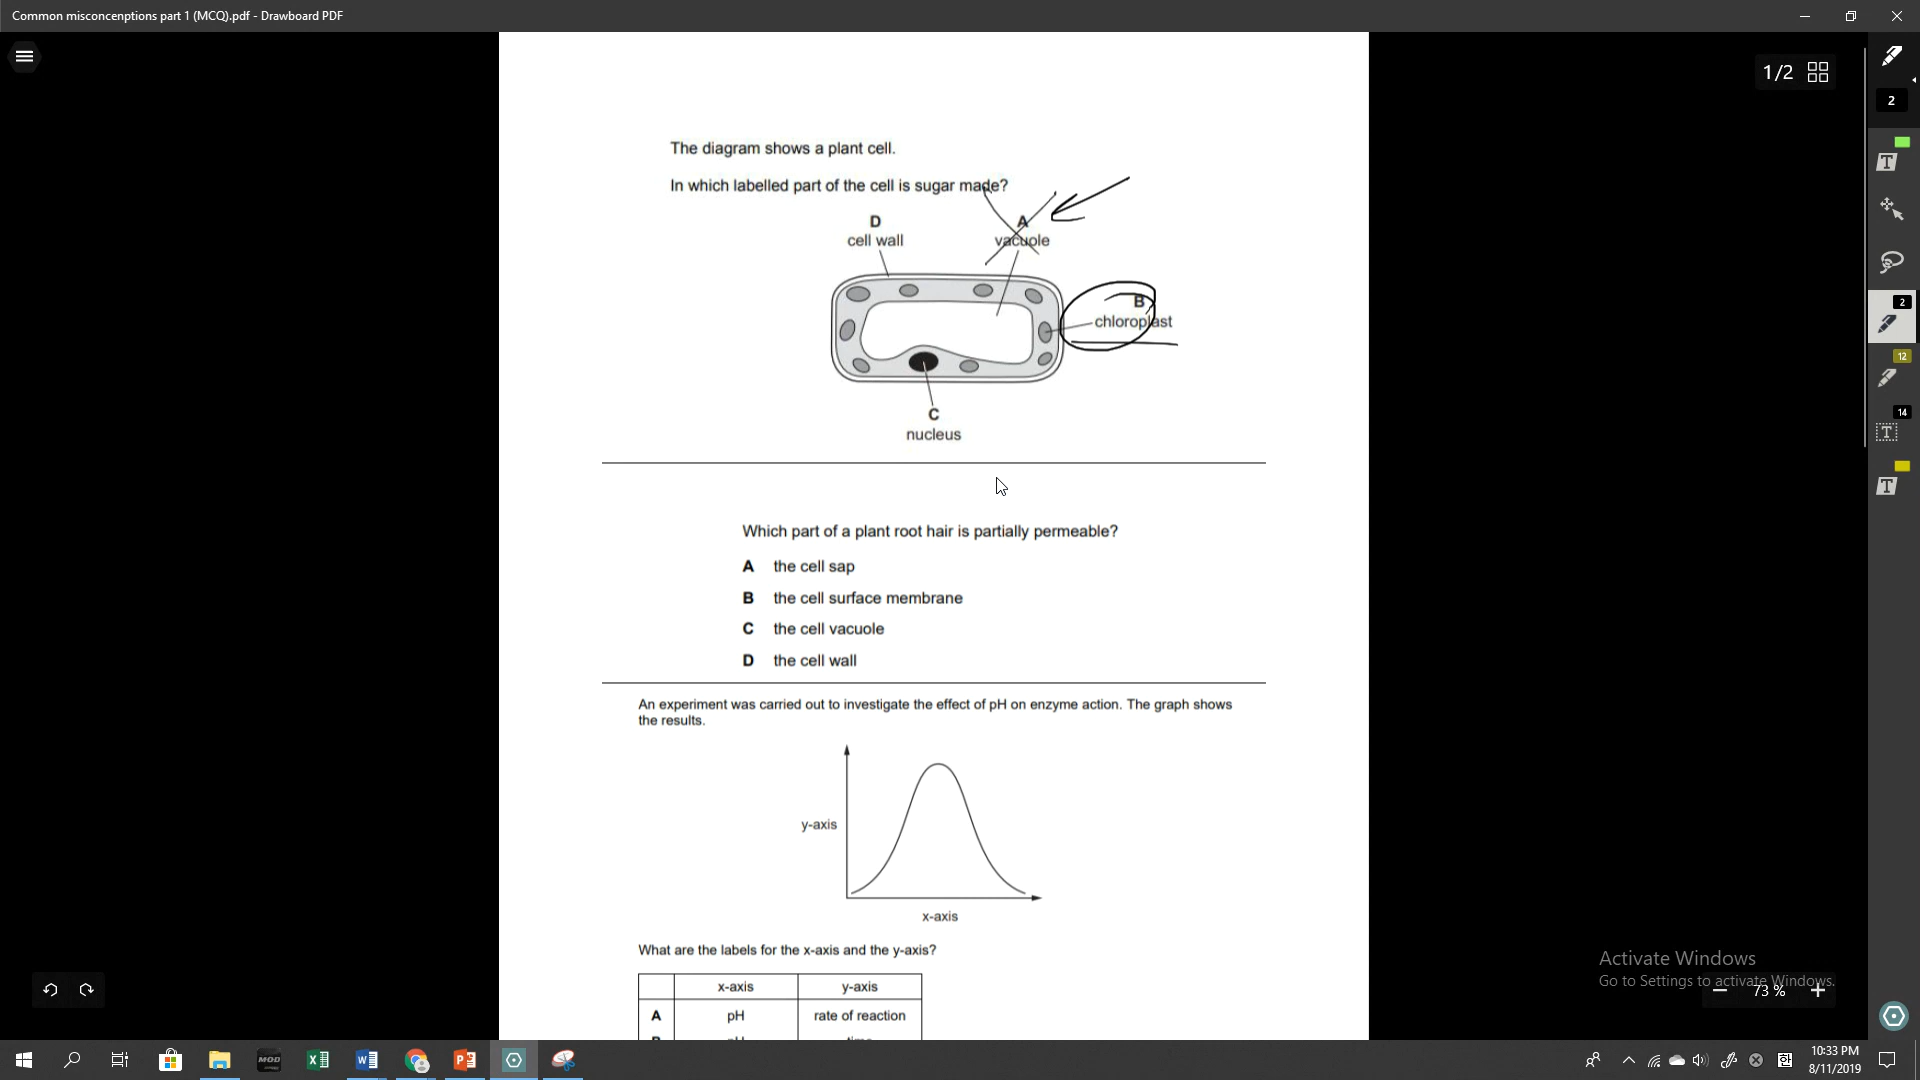 Common misconcenptions part 1 (MCQ).pdf - Drawboard PDF
1/2
2
The diagram shows a plant cell.
In which labelled part of the cell is sugar made?
D
cell wall
A
vacuole
B
chloroplast
C
nucleus
2
12
14
Which part of a plant root hair is partially permeable?
A the cell sap
B the cell surface membrane
C the cell vacuole
D the cell wall
An experiment was carried out to investigate the effect of pH on enzyme action. The graph shows
the results.
y-axis
x-axis
What are the labels for the x-axis and the y-axis?
x-axis y-axis
A pH rate of reaction
Activate Windows
Go to Settings to activate Windows.
73 %
MOD
10:33 PM
8/11/2019